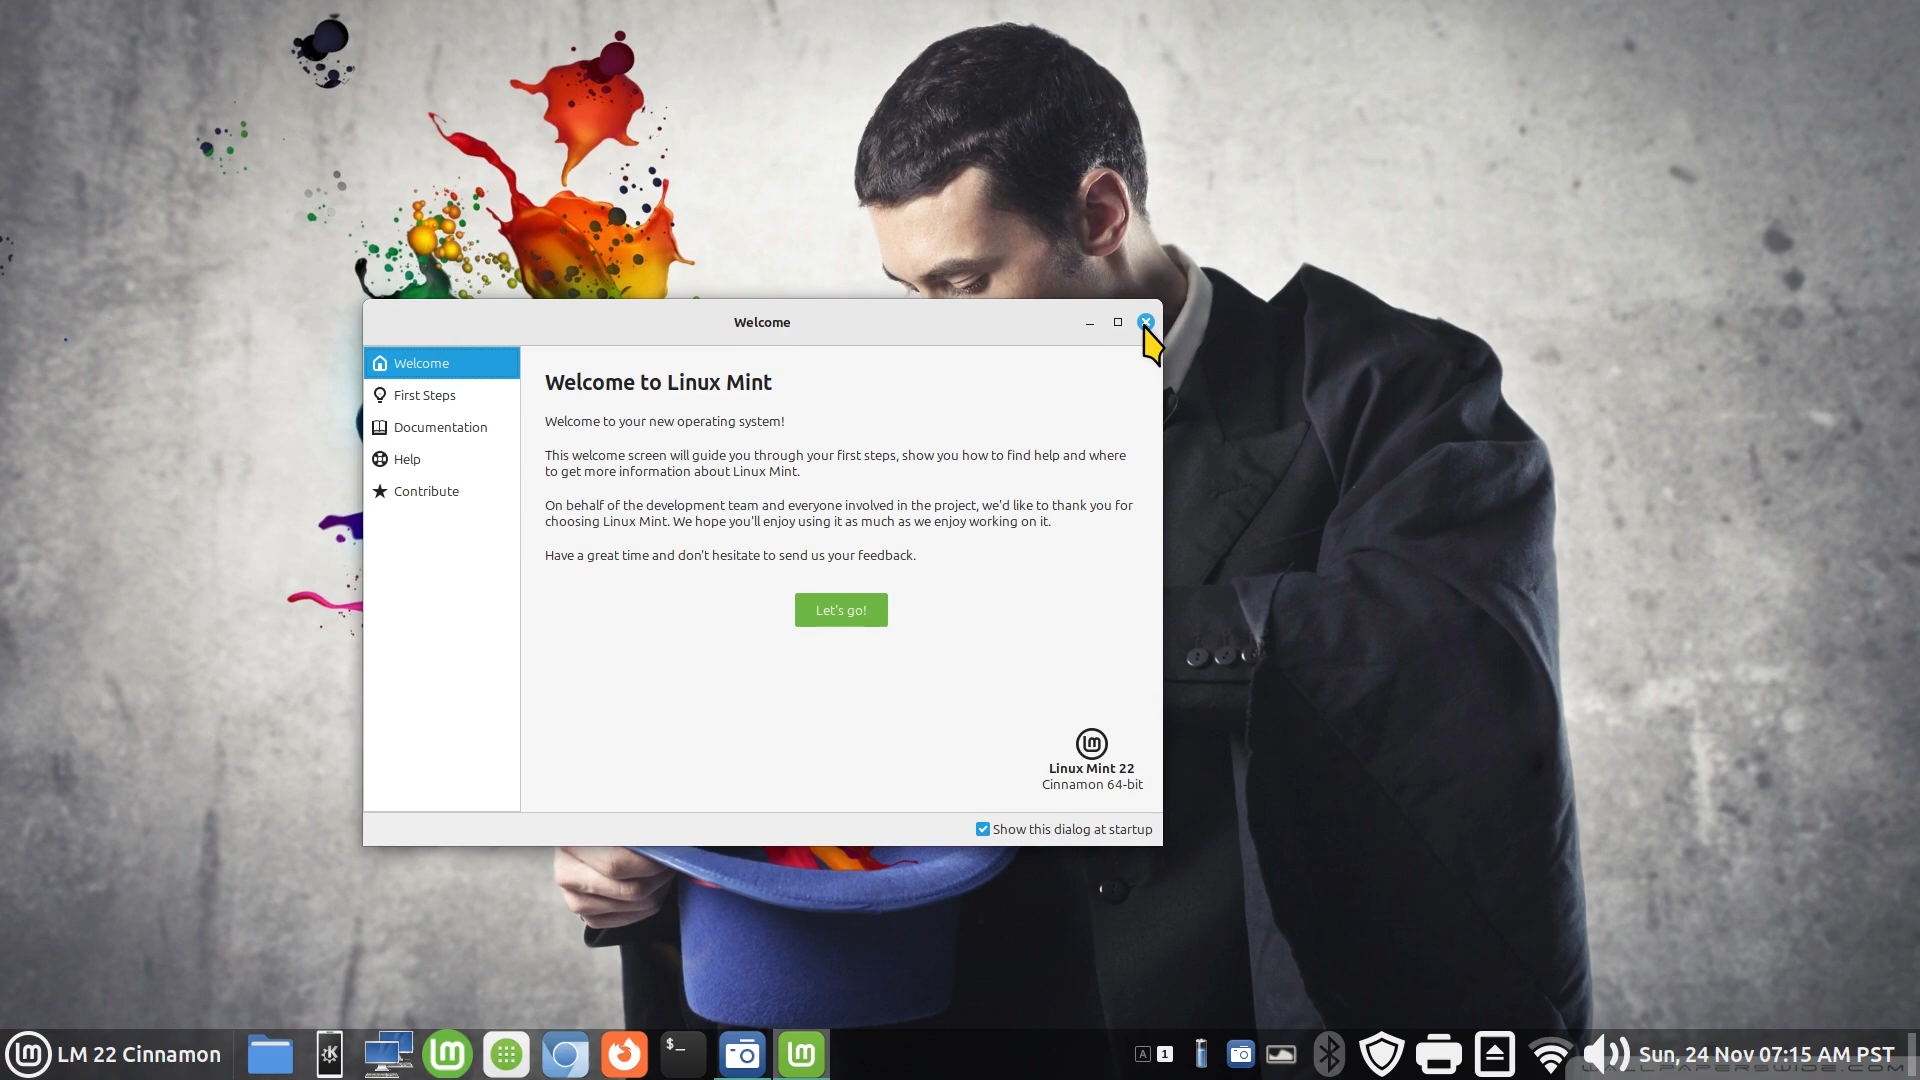 Welcome
Welcome
First Steps
Documentation
Help
Contribute
Welcome to Linux Mint
Welcome to your new operating system!
This welcome screen will guide you through your first steps, show you how to find help and where
to get more information about Linux Mint.
On behalf of the development team and everyone involved in the project, we'd like to thank you for
choosing Linux Mint. We hope you'll enjoy using it as much as we enjoy working on it.
Have a great time and don't hesitate to send us your feedback.
Let's go!
Linux Mint 22
Cinnamon 64-bit
Show this dialog at startup
LM 22 Cinnamon
$_
A 1
Sun, 24 Nov 07:15 AM PST
WALLPAPERSWIDE.COM